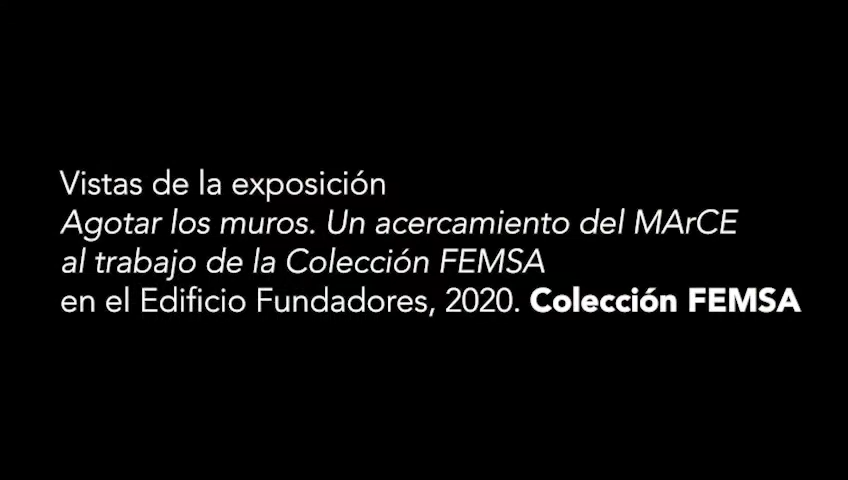 Vistas de la exposición
Agotar los muros. Un acercamiento del MArCE
al trabajo de la Colección FEMSA
en el Edificio Fundadores, 2020. Colección FEMSA